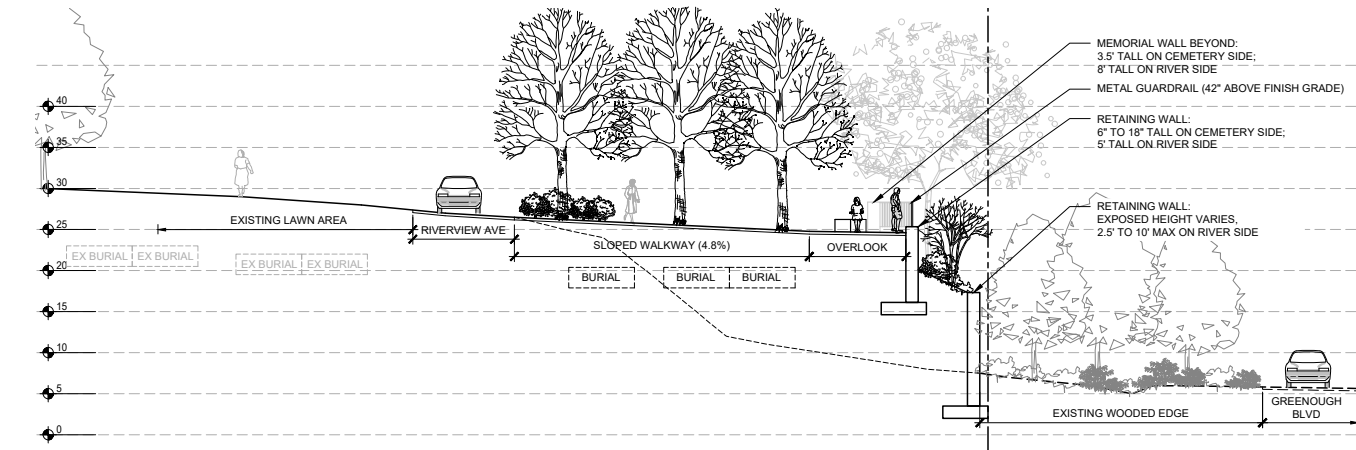 MEMORIAL WALL BEYOND:
3.5' TALL ON CEMETERY SIDE;
8' TALL ON RIVER SIDE
METAL GUARDRAIL (42" ABOVE FINISH GRADE)
RETAINING WALL:
6" TO 18" TALL ON CEMETERY SIDE;
5' TALL ON RIVER SIDE
RETAINING WALL:
EXPOSED HEIGHT VARIES,
2.5' TO 10' MAX ON RIVER SIDE
40
35
30
25
20
15
10
5
0
EXISTING LAWN AREA
RIVERVIEW AVE
SLOPED WALKWAY (4.8%)
OVERLOOK
EX BURIAL EX BURIAL
EX BURIAL EX BURIAL
BURIAL
BURIAL
BURIAL
EXISTING WOODED EDGE
GREENOUGH
BLVD